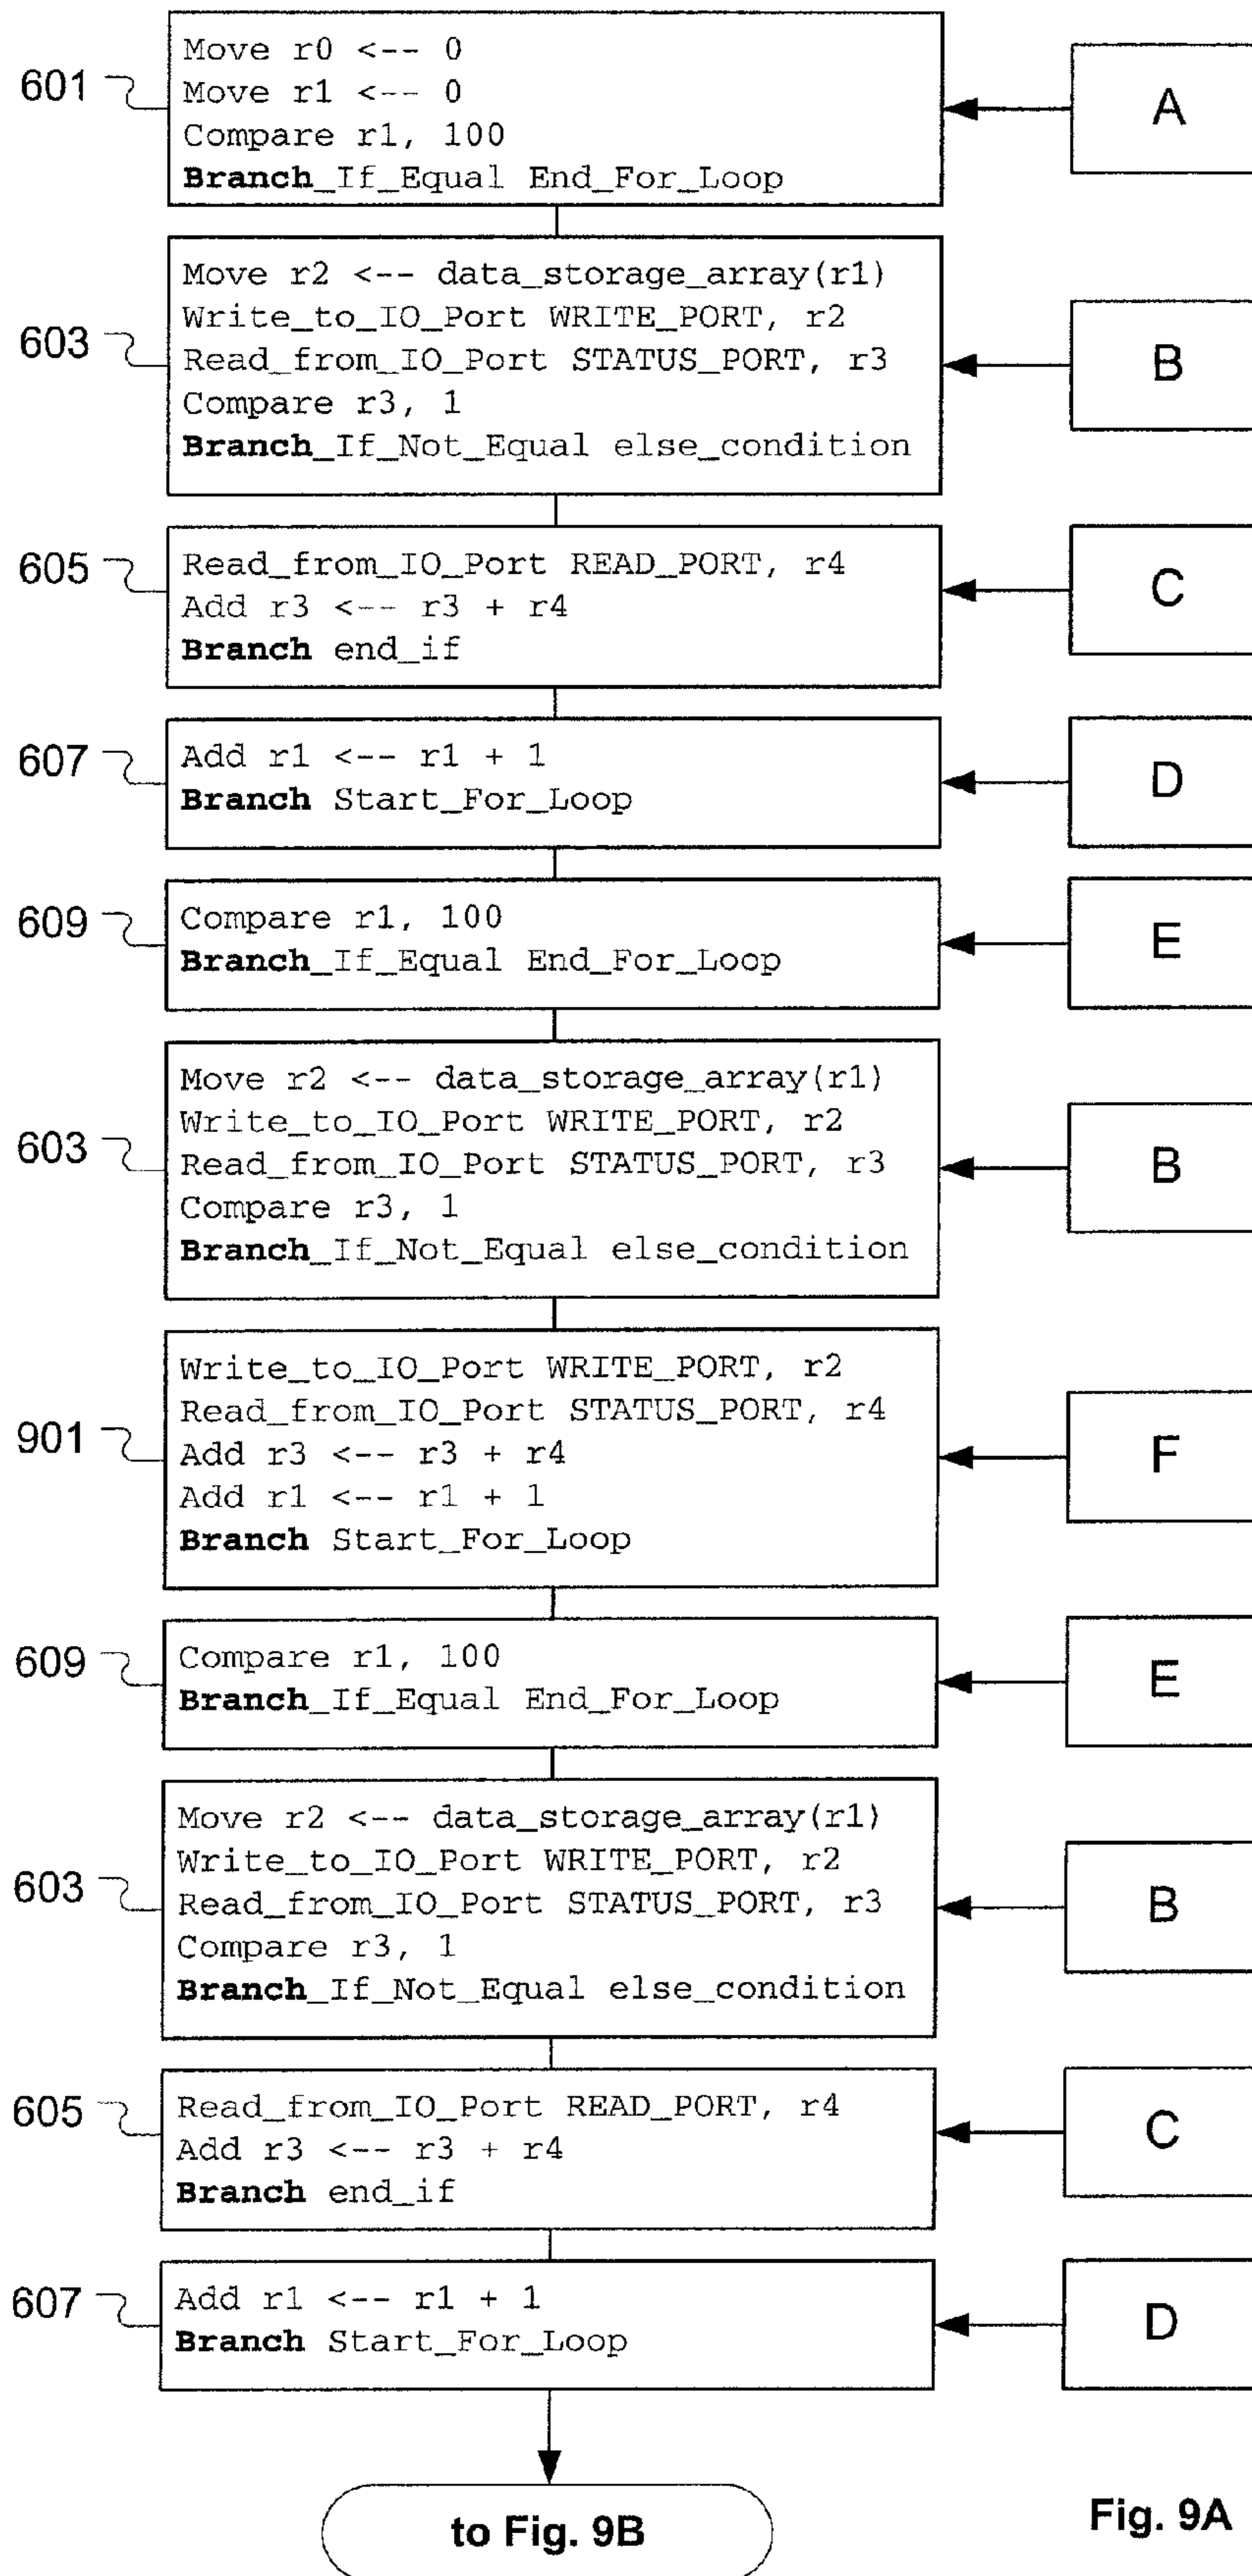 Move r0 <-- 0
Move r1 <-- 0
Compare r1, 100
Branch_If_Equal End_For_Loop
601
A
Move r2 <-- data_storage_array(r1)
Write_to_IO_Port WRITE_PORT, r2
Read_from_IO_Port STATUS_PORT, r3
Compare r3, 1
Branch_If_Not_Equal else_condition
603
B
Read_from_IO_Port READ_PORT, r4
Add r3 <-- r3 + r4
Branch end_if
605
C
Add r1 <-- r1 + 1
Branch Start_For_Loop
607
D
Compare r1, 100
Branch_If_Equal End_For_Loop
609
E
Move r2 <-- data_storage_array(r1)
Write_to_IO_Port WRITE_PORT, r2
Read_from_IO_Port STATUS_PORT, r3
Compare r3, 1
Branch_If_Not_Equal else_condition
603
B
Write_to_IO_Port WRITE_PORT, r2
Read_from_IO_Port STATUS_PORT, r4
Add r3 <-- r3 + r4
Add r1 <-- r1 + 1
Branch Start_For_Loop
901
F
Compare r1, 100
Branch_If_Equal End_For_Loop
609
E
Move r2 <-- data_storage_array(r1)
Write_to_IO_Port WRITE_PORT, r2
Read_from_IO_Port STATUS_PORT, r3
Compare r3, 1
Branch_If_Not_Equal else_condition
603
B
Read_from_IO_Port READ_PORT, r4
Add r3 <-- r3 + r4
Branch end_if
605
C
Add r1 <-- r1 + 1
Branch Start_For_Loop
607
D
to Fig. 9B
Fig. 9A